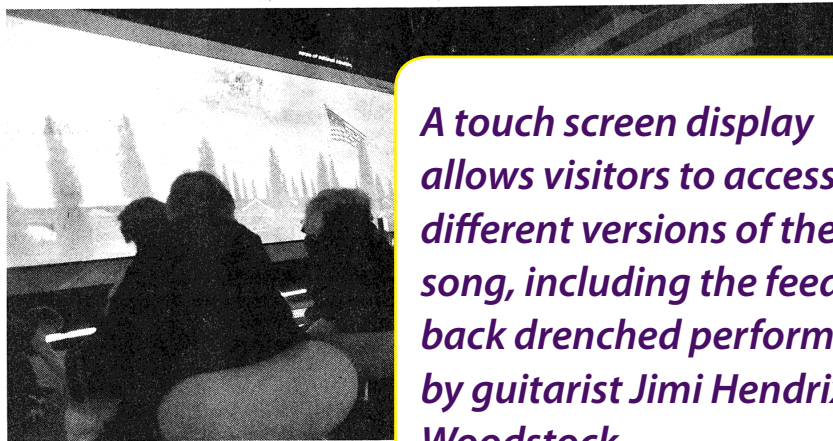 A touch screen display
allows visitors to access
different versions of the
song, including the feed
back drenched perform
by guitarist Jimi Hendrix
Woodstock